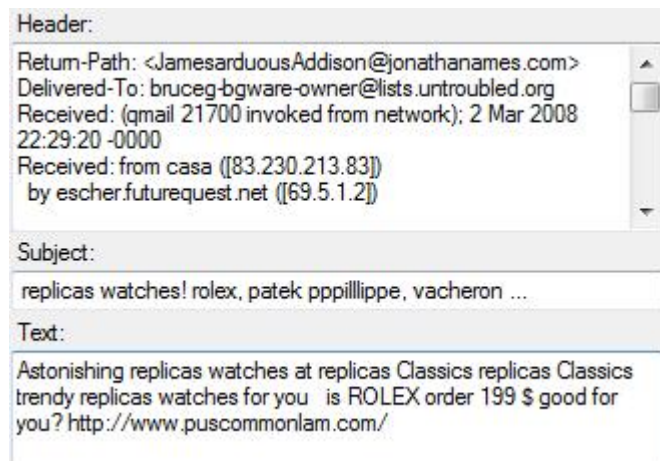 Header:
Return-Path: <JamesarduousAddison@jonathanames.com>
Delivered-To: bruceg-bgware-owner@lists.untroubled.org
Received: (qmail 21700 invoked from network); 2 Mar 2008
22:29:20 -0000
Received: from casa ([83.230.213.83])
by escher.futurequest.net ([69.5.1.2])
Subject:
replicas watches! rolex, patek pppilllippe, vacheron ...
Text:
Astonishing replicas watches at replicas Classics replicas Classics
trendy replicas watches for you is ROLEX order 199 $ good for
you? http://www.puscommonlam.com/